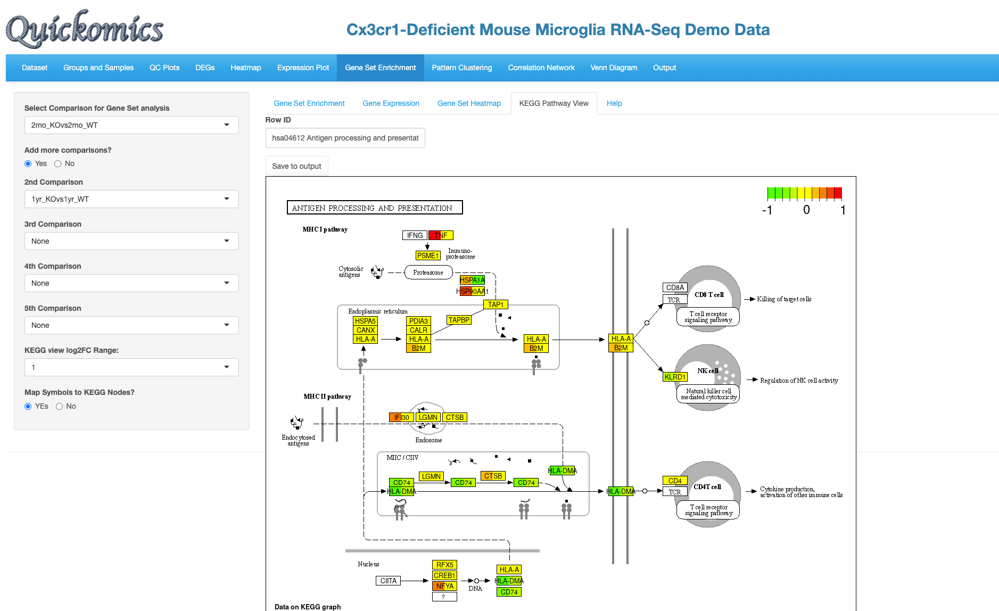 Quickomics
Cx3cr1-Deficient Mouse Microglia RNA-Seq Demo Data
Dataset Groups and Samples QC Plots DEGs Heatmap Expression Plot Gene Set Enrichment Pattern Clustering Correlation Network Venn Diagram Output
Select Comparison for Gene Set analysis
2mo_KOvs2mo_WT
Add more comparisons?
Yes No
2nd Comparison
1yr_KOvs1yr_WT
3rd Comparison
None
4th Comparison
None
5th Comparison
None
KEGG view log2FC Range:
1
Map Symbols to KEGG Nodes?
YEs No
Gene Set Enrichment Gene Expression Gene Set Heatmap KEGG Pathway View Help
Row ID
hsa04612 Antigen processing and presentat
Save to output
-1 0 1
ANTIGEN PROCESSING AND PRESENTATION
MHC I pathway
IFNG TNF
PSME1
Immuno-
proteasome
Cytosolic
antigens
Proteasome
HSPA1A
HSP90AA1
TAP1
Endoplasmic reticulum
HSPA5
CANX
HLA-A
PDIA3
CALR
HLA-A
B2M
TAPBP
HLA-A
B2M
HLA-A
B2M
CD8A
TCR
CD8 T cell
T cell receptor
signaling pathway
Killing of target cells
KLRD1
NK cell
Natural killer cell
mediated cytotoxicity
Regulation of NK cell activity
MHC II pathway
Endocytosed
antigens
IFI30 LGMN CTSB
Endosome
MIIC / CIIV
LGMN
CTSB
HLA-DMA
CD74
HLA-DMA
CD74
CD74
HLA-DMA
CD4
TCR
CD4 T cell
T cell receptor
signaling pathway
Cytokine production,
activation of other immune cells
Nucleus
CIITA
RFX5
CREB1
NFYA
?
DNA
HLA-A
HLA-DMA
CD74
Data on KEGG graph